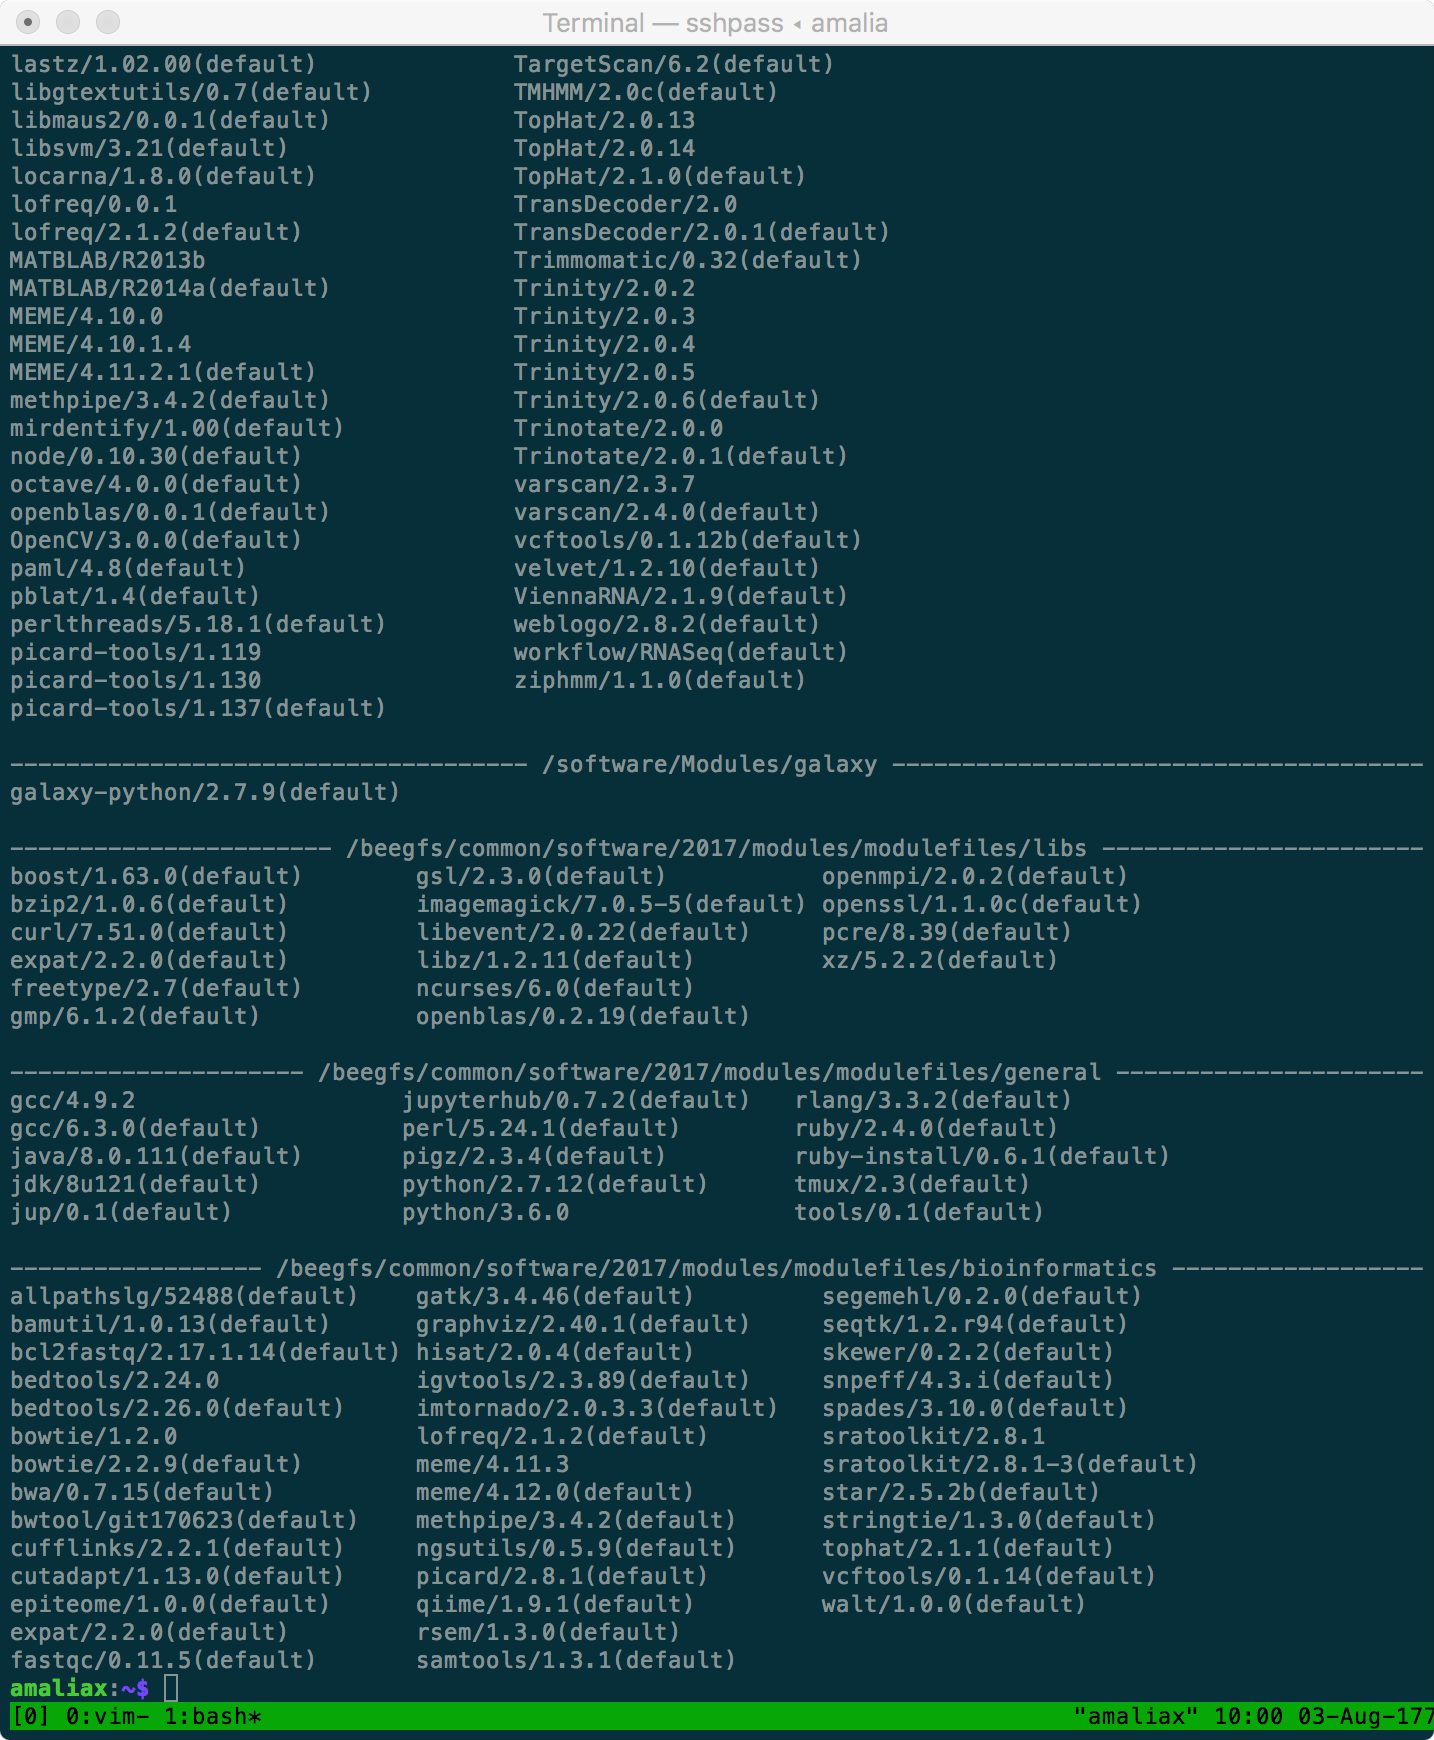 Terminal — sshpass ◂ amalia
lastz/1.02.00(default) TargetScan/6.2(default)
libgtextutils/0.7(default) TMHMM/2.0c(default)
libmaus2/0.0.1(default) TopHat/2.0.13
libsvm/3.21(default) TopHat/2.0.14
locarna/1.8.0(default) TopHat/2.1.0(default)
lofreq/0.0.1 TransDecoder/2.0
lofreq/2.1.2(default) TransDecoder/2.0.1(default)
MATBLAB/R2013b Trimmomatic/0.32(default)
MATBLAB/R2014a(default) Trinity/2.0.2
MEME/4.10.0 Trinity/2.0.3
MEME/4.10.1.4 Trinity/2.0.4
MEME/4.11.2.1(default) Trinity/2.0.5
methpipe/3.4.2(default) Trinity/2.0.6(default)
mirdentify/1.00(default) Trinotate/2.0.0
node/0.10.30(default) Trinotate/2.0.1(default)
octave/4.0.0(default) varscan/2.3.7
openblas/0.0.1(default) varscan/2.4.0(default)
OpenCV/3.0.0(default) vcftools/0.1.12b(default)
paml/4.8(default) velvet/1.2.10(default)
pblat/1.4(default) ViennaRNA/2.1.9(default)
perlthreads/5.18.1(default) weblogo/2.8.2(default)
picard-tools/1.119 workflow/RNASeq(default)
picard-tools/1.130 ziphmm/1.1.0(default)
picard-tools/1.137(default)
------------------------------------- /software/Modules/galaxy --------------------------------------
galaxy-python/2.7.9(default)
----------------------- /beegfs/common/software/2017/modules/modulefiles/libs -----------------------
boost/1.63.0(default) gsl/2.3.0(default) openmpi/2.0.2(default)
bzip2/1.0.6(default) imagemagick/7.0.5-5(default) openssl/1.1.0c(default)
curl/7.51.0(default) libevent/2.0.22(default) pcre/8.39(default)
expat/2.2.0(default) libz/1.2.11(default) xz/5.2.2(default)
freetype/2.7(default) ncurses/6.0(default)
gmp/6.1.2(default) openblas/0.2.19(default)
--------------------- /beegfs/common/software/2017/modules/modulefiles/general ----------------------
gcc/4.9.2 jupyterhub/0.7.2(default) rlang/3.3.2(default)
gcc/6.3.0(default) perl/5.24.1(default) ruby/2.4.0(default)
java/8.0.111(default) pigz/2.3.4(default) ruby-install/0.6.1(default)
jdk/8u121(default) python/2.7.12(default) tmux/2.3(default)
jup/0.1(default) python/3.6.0 tools/0.1(default)
------------------ /beegfs/common/software/2017/modules/modulefiles/bioinformatics ------------------
allpathslg/52488(default) gatk/3.4.46(default) segemehl/0.2.0(default)
bamutil/1.0.13(default) graphviz/2.40.1(default) seqtk/1.2.r94(default)
bcl2fastq/2.17.1.14(default) hisat/2.0.4(default) skewer/0.2.2(default)
bedtools/2.24.0 igvtools/2.3.89(default) snpeff/4.3.i(default)
bedtools/2.26.0(default) imtornado/2.0.3.3(default) spades/3.10.0(default)
bowtie/1.2.0 lofreq/2.1.2(default) sratoolkit/2.8.1
bowtie/2.2.9(default) meme/4.11.3 sratoolkit/2.8.1-3(default)
bwa/0.7.15(default) meme/4.12.0(default) star/2.5.2b(default)
bwtool/git170623(default) methpipe/3.4.2(default) stringtie/1.3.0(default)
cufflinks/2.2.1(default) ngsutils/0.5.9(default) tophat/2.1.1(default)
cutadapt/1.13.0(default) picard/2.8.1(default) vcftools/0.1.14(default)
epiteome/1.0.0(default) qiime/1.9.1(default) walt/1.0.0(default)
expat/2.2.0(default) rsem/1.3.0(default)
fastqc/0.11.5(default) samtools/1.3.1(default)
amaliax:~$
[0] 0:vim- 1:bash* "amaliax" 10:00 03-Aug-177